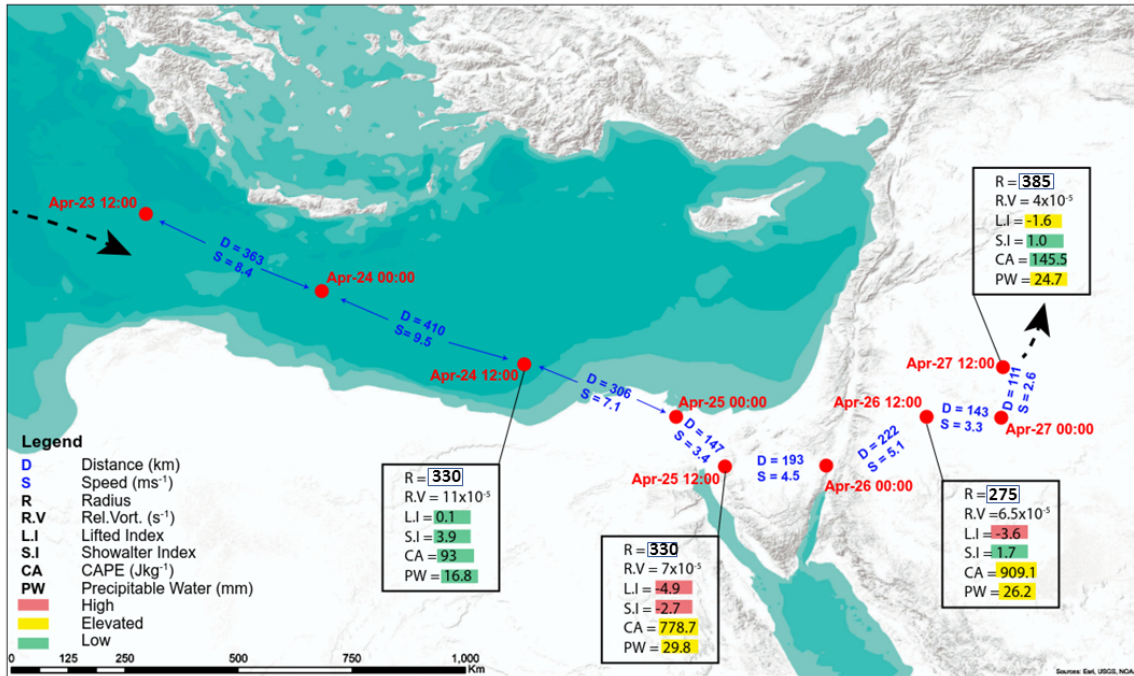 Apr-23 12:00
D = 363
S = 8.4
Apr-24 00:00
D = 410
S= 9.5
Apr-24 12:00
D = 306
S = 7.1
Apr-25 00:00
D = 147
S = 3.4
Apr-25 12:00
D = 193
S = 4.5
Apr-26 00:00
D = 222
S = 5.1
Apr-26 12:00
D = 143
S = 3.3
Apr-27 00:00
D = 111
S = 2.6
Apr-27 12:00
R = 385
R.V = 4x10⁻⁵
L.I = -1.6
S.I = 1.0
CA = 145.5
PW = 24.7
R = 330
R.V = 11x10⁻⁵
L.I = 0.1
S.I = 3.9
CA = 93
PW = 16.8
R = 330
R.V = 7x10⁻⁵
L.I = -4.9
S.I = -2.7
CA = 778.7
PW = 29.8
R = 275
R.V =6.5x10⁻⁵
L.I = -3.6
S.I = 1.7
CA = 909.1
PW = 26.2
Legend
D Distance (km)
S Speed (ms⁻¹)
R Radius
R.V Rel.Vort. (s⁻¹)
L.I Lifted Index
S.I Showalter Index
CA CAPE (Jkg⁻¹)
PW Precipitable Water (mm)
High
Elevated
Low
0 125 250 500 750 1,000
Km
Sources: Esri, USGS, NOA